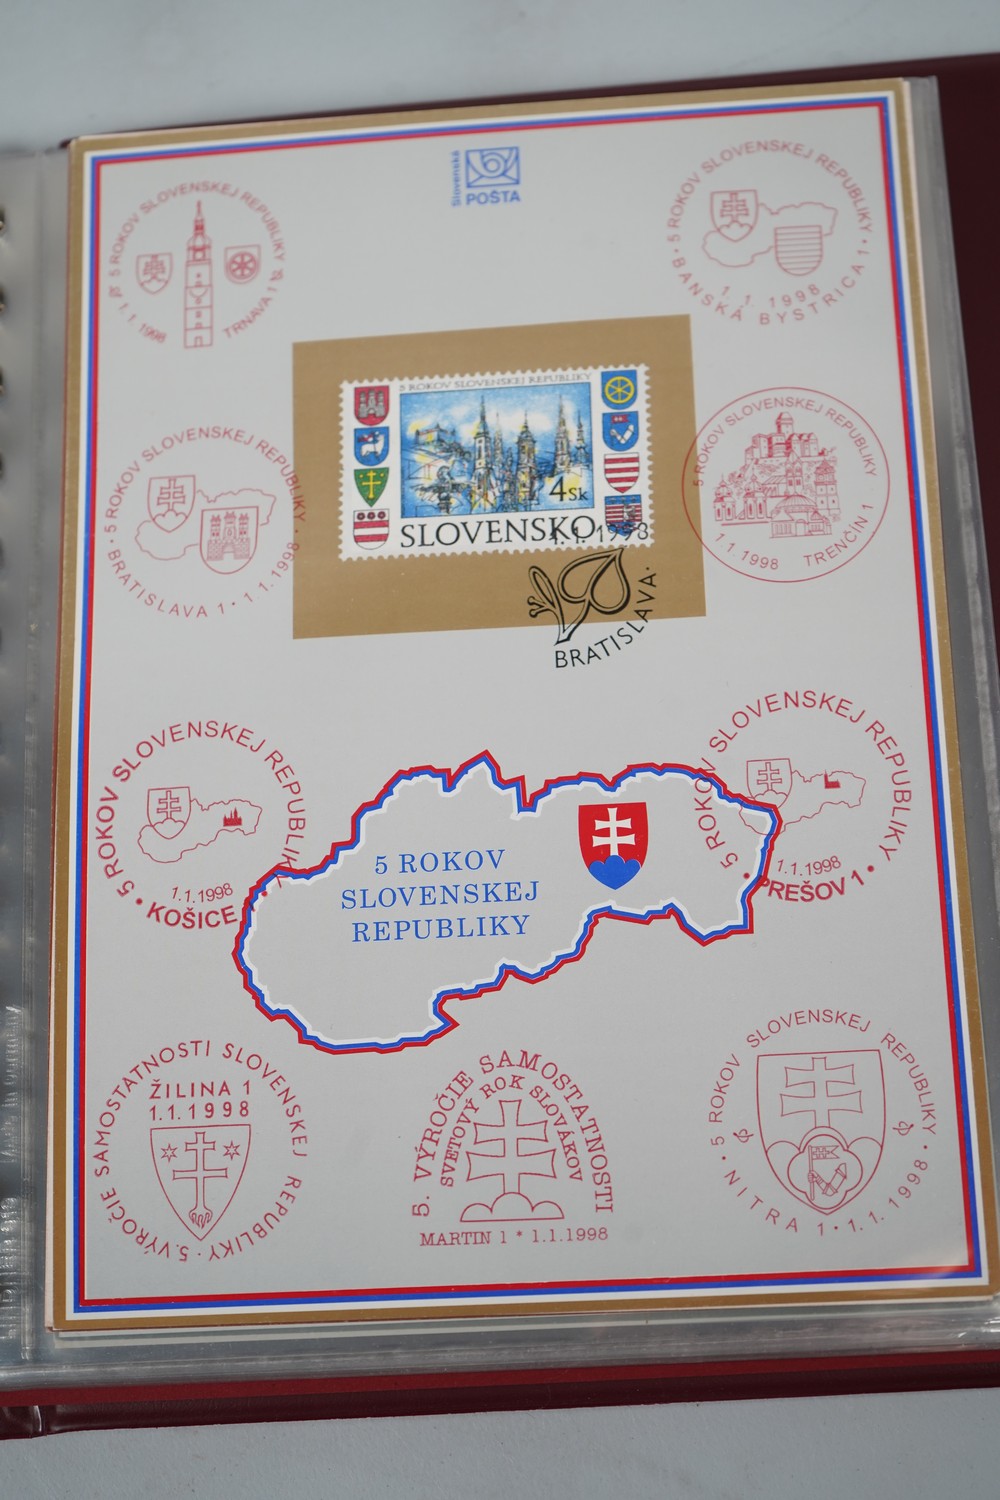 Slovenská
POŠTA
5 ROKOV SLOVENSKEJ REPUBLIKY
1.1.1998
TRNAVA 1
5 ROKOV SLOVENSKEJ REPUBLIKY
1.1.1998
BANSKÁ BYSTRICA 1
5 ROKOV SLOVENSKEJ REPUBLIKY
4 Sk
SLOVENSKO
1.1.1998
BRATISLAVA
5 ROKOV SLOVENSKEJ REPUBLIKY
BRATISLAVA 1 · 1.1.1998
5 ROKOV SLOVENSKEJ REPUBLIKY
1.1.1998
TRENČÍN 1
5 ROKOV SLOVENSKEJ REPUBLIKY
1.1.1998
KOŠICE 1
5 ROKOV SLOVENSKEJ REPUBLIKY
1.1.1998
PREŠOV 1
5 ROKOV
SLOVENSKEJ
REPUBLIKY
5. VÝROČIE SAMOSTATNOSTI SLOVENSKEJ REPUBLIKY
ŽILINA 1
1.1.1998
5. VÝROČIE SAMOSTATNOSTI
SVETOVÝ ROK SLOVÁKOV
MARTIN 1 * 1.1.1998
5 ROKOV SLOVENSKEJ REPUBLIKY
NITRA 1 · 1.1.1998